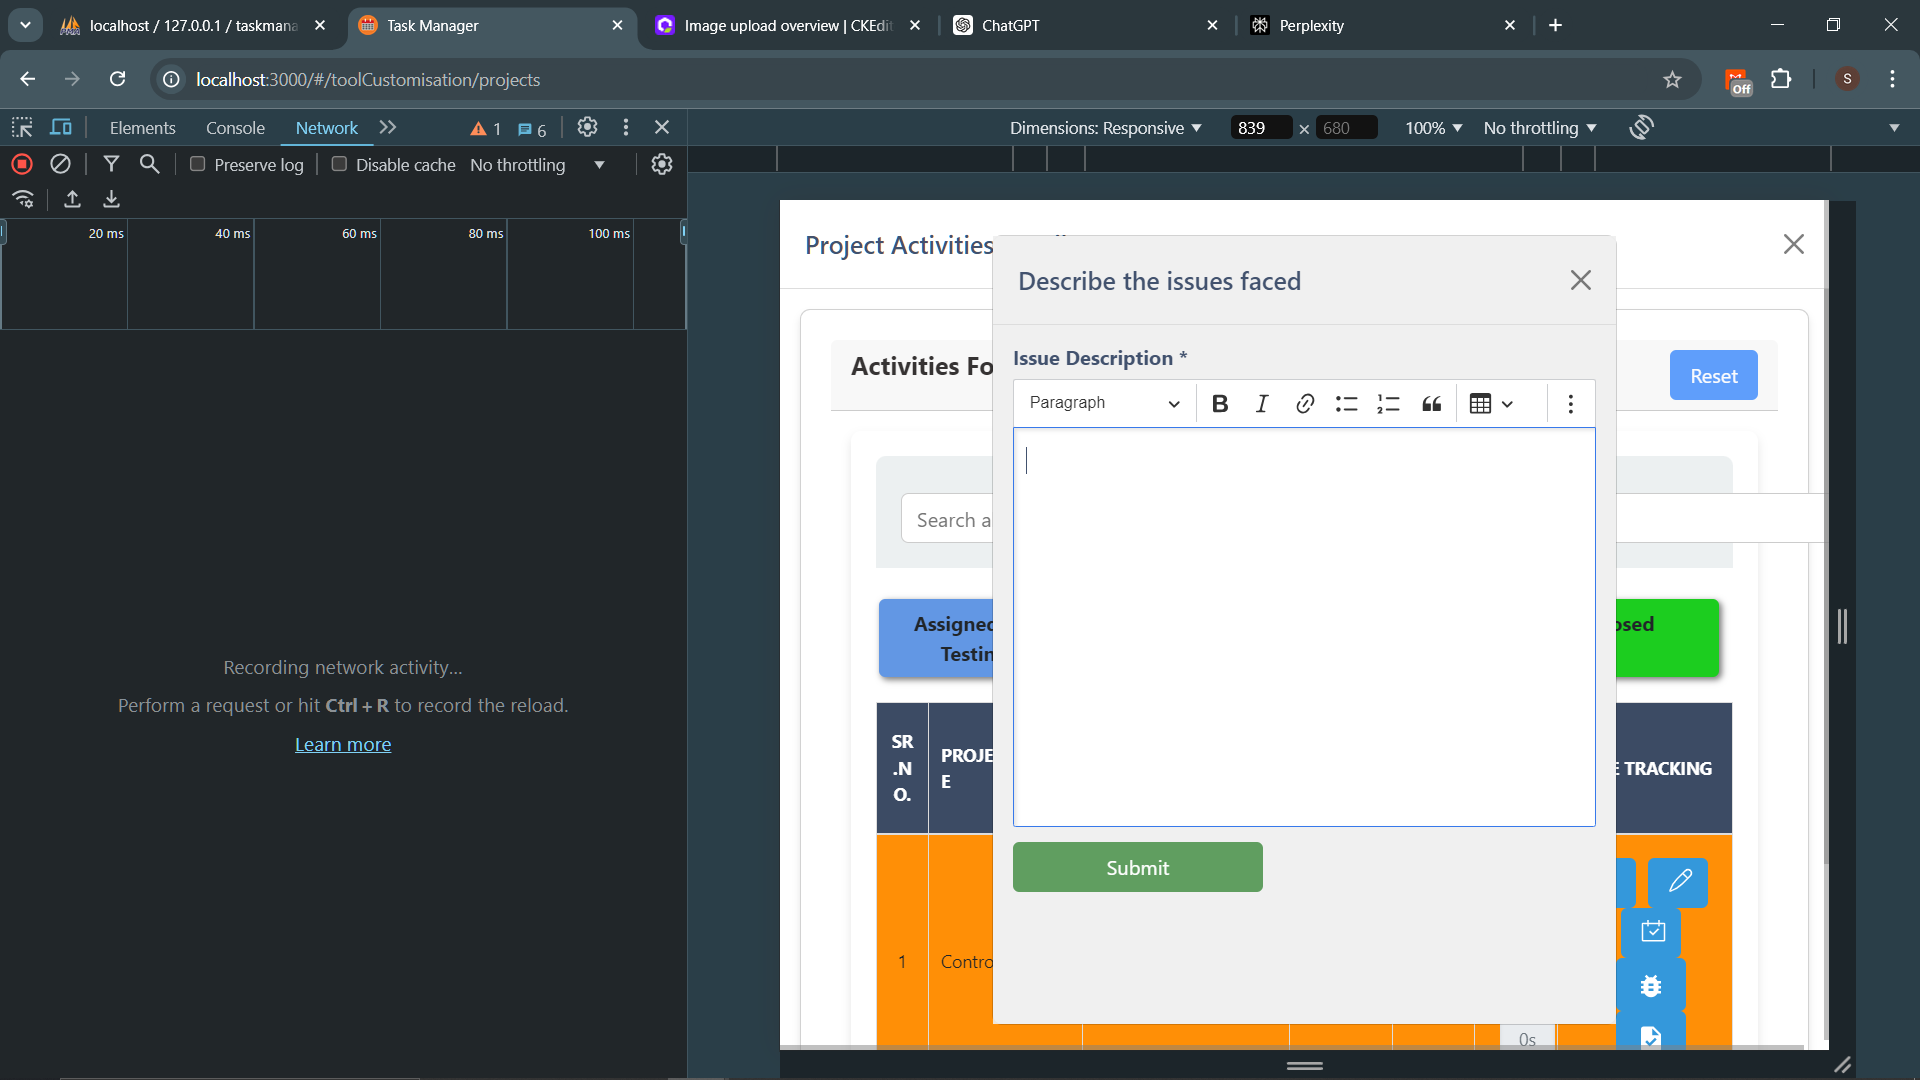 localhost / 127.0.0.1 / taskmana
Task Manager
Image upload overview | CKEdit
ChatGPT
Perplexity
localhost:3000/#/toolCustomisation/projects
Off
S
Elements
Console
Network
1
6
Dimensions: Responsive
839 × 680
100%
No throttling
Preserve log
Disable cache
No throttling
20 ms
40 ms
60 ms
80 ms
100 ms
Recording network activity...
Perform a request or hit Ctrl + R to record the reload.
Learn more
Project Activities
Describe the issues faced
Activities Fo
Reset
Issue Description *
Paragraph
Search a
Assigned
Testin
osed
SR
.N
O.
PROJE
E
E TRACKING
Submit
1
Contro
0s